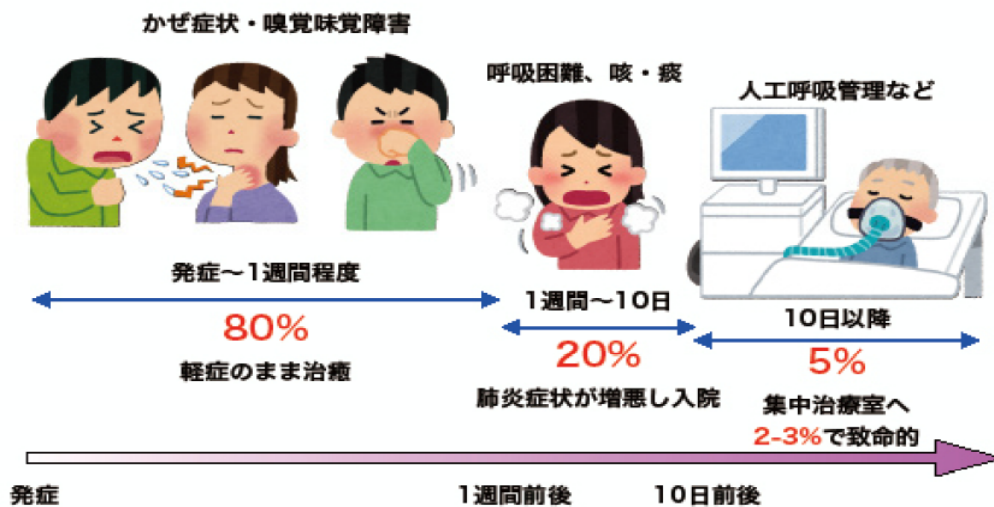 かぜ症状・嗅覚味覚障害
呼吸困難、咳・痰
人工呼吸管理など
発症～1週間程度
80%
軽症のまま治癒
1週間～10日
20%
肺炎症状が増悪し入院
10日以降
5%
集中治療室へ
2-3%で致命的
発症
1週間前後
10日前後